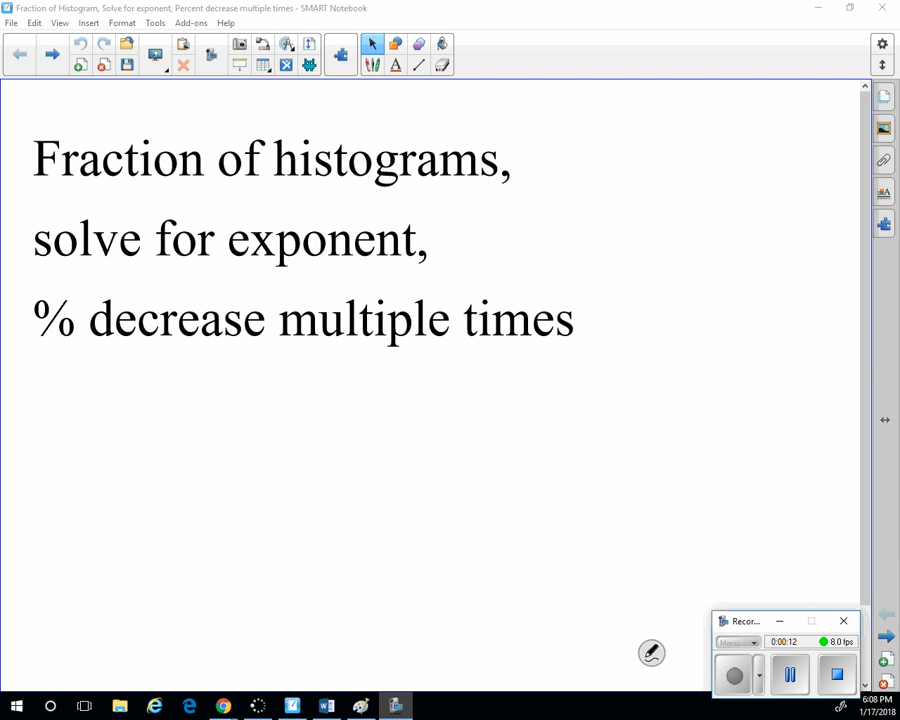 Fraction of Histogram, Solve for exponent, Percent decrease multiple times - SMART Notebook
File Edit View Insert Format Tools Add-ons Help
Fraction of histograms,
solve for exponent,
% decrease multiple times
Recor...
Menu 0:00:12 8.0 fps
6:08 PM
1/17/2018